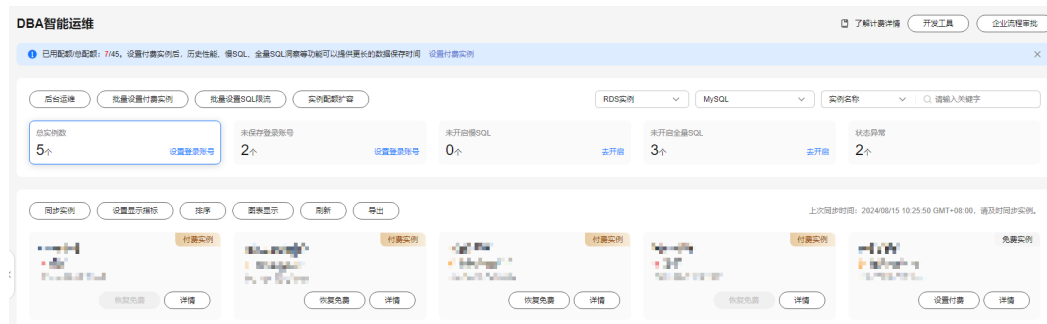 DBA智能运维
了解计费详情 开发工具 企业流程审批
已用配额/总配额：7/45。设置付费实例后，历史性能、慢SQL、全量SQL洞察等功能可以提供更长的数据保存时间 设置付费实例
后台运维 批量设置付费实例 批量设置SQL限流 实例配额扩容 RDS实例 MySQL 实例名称 请输入关键字
总实例数 未保存登录账号 未开启慢SQL 未开启全量SQL 状态异常
5个 设置登录账号 2个 设置登录账号 0个 去开启 3个 去开启 2个
同步实例 设置显示指标 排序 图表显示 刷新 导出 上次同步时间：2024/08/15 10:25:50 GMT+08:00，请及时同步实例。
付费实例 付费实例 付费实例 付费实例 免费实例
恢复免费 详情 恢复免费 详情 恢复免费 详情 恢复免费 详情 设置付费 详情